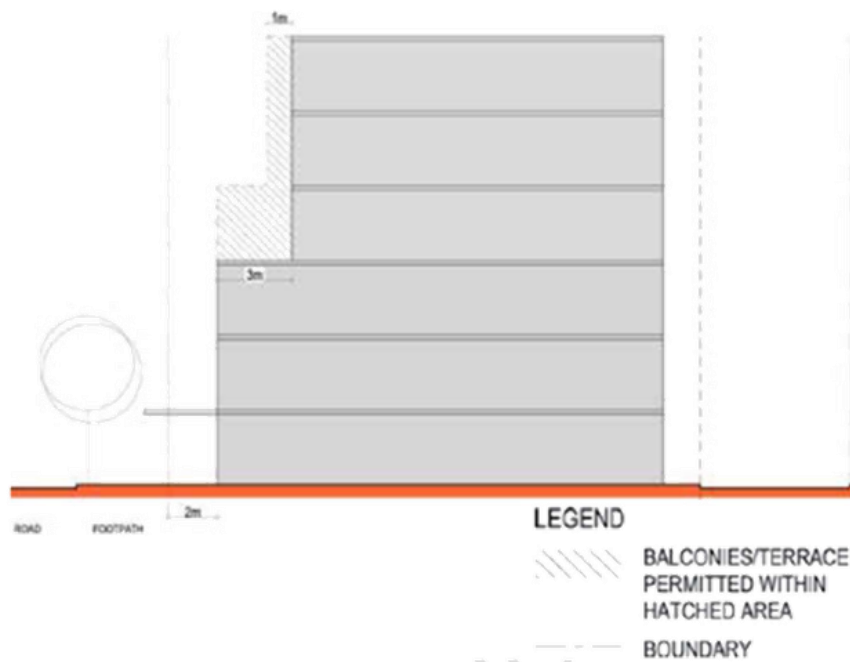 1m
3m
2m
ROAD
FOOTPATH
LEGEND
BALCONIES/TERRACE
PERMITTED WITHIN
HATCHED AREA
BOUNDARY